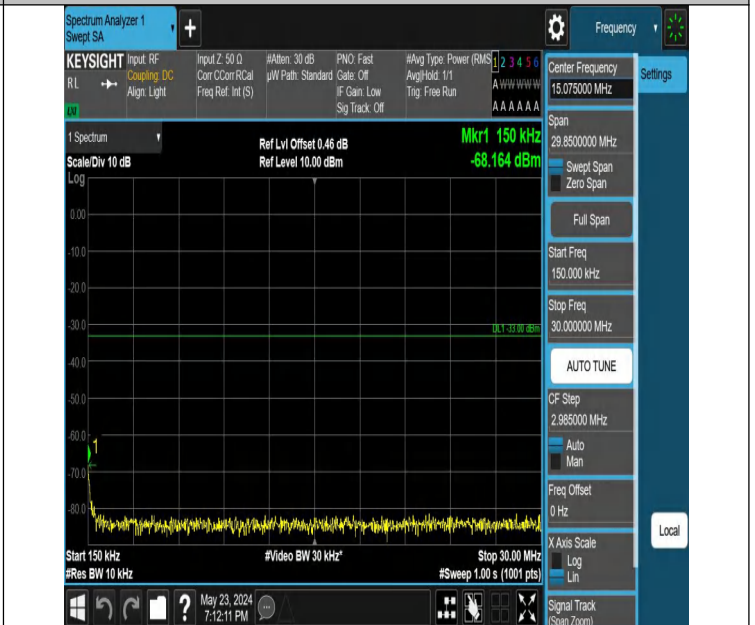 Spectrum Analyzer 1
Swept SA
+
Frequency
KEYSIGHT
RL
LXI
Input: RF
Coupling: DC
Align: Light
Input Z: 50 Ω
Corr CCorr RCal
Freq Ref: Int (S)
#Atten: 30 dB
µW Path: Standard
PNO: Fast
Gate: Off
IF Gain: Low
Sig Track: Off
#Avg Type: Power (RMS
Avg|Hold: 1/1
Trig: Free Run
1 2 3 4 5 6
A W W W W W
A A A A A A
1 Spectrum
Scale/Div 10 dB
Ref Lvl Offset 0.46 dB
Ref Level 10.00 dBm
Mkr1 150 kHz
-68.164 dBm
Log
0.00
-10.0
-20.0
-30.0
DL1 -33.00 dBm
-40.0
-50.0
-60.0
1
-70.0
-80.0
Start 150 kHz
#Video BW 30 kHz*
Stop 30.00 MHz
#Res BW 10 kHz
#Sweep 1.00 s (1001 pts)
?
May 23, 2024
7:12:11 PM
Center Frequency
15.075000 MHz
Settings
Span
29.8500000 MHz
Swept Span
Zero Span
Full Span
Start Freq
150.000 kHz
Stop Freq
30.000000 MHz
AUTO TUNE
CF Step
2.985000 MHz
Auto
Man
Freq Offset
0 Hz
Local
X Axis Scale
Log
Lin
Signal Track
(Span Zoom)